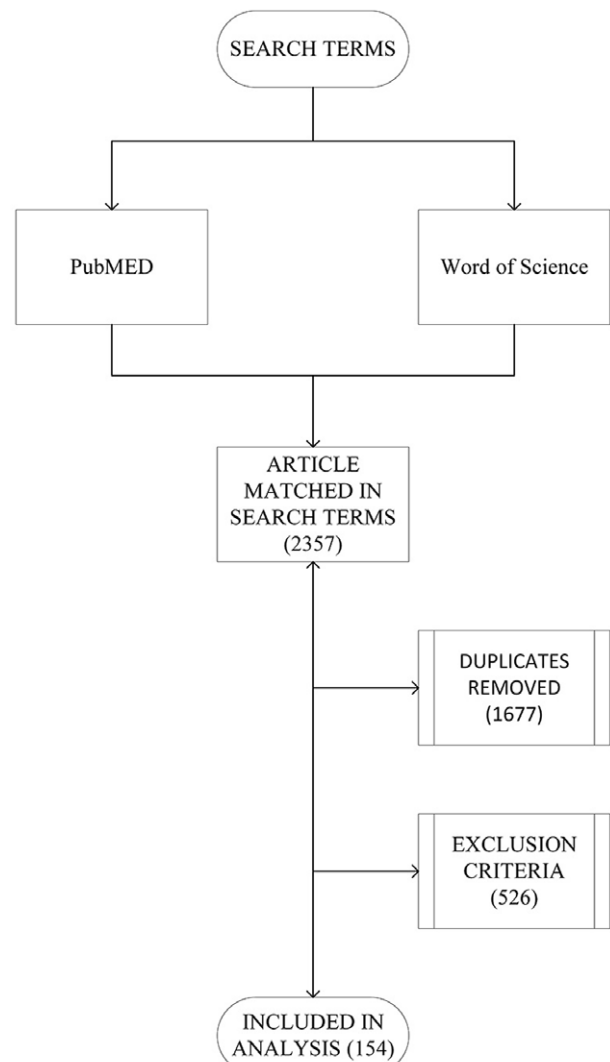 SEARCH TERMS
PubMED
Word of Science
ARTICLE
MATCHED IN
SEARCH TERMS
(2357)
DUPLICATES
REMOVED
(1677)
EXCLUSION
CRITERIA
(526)
INCLUDED IN
ANALYSIS (154)